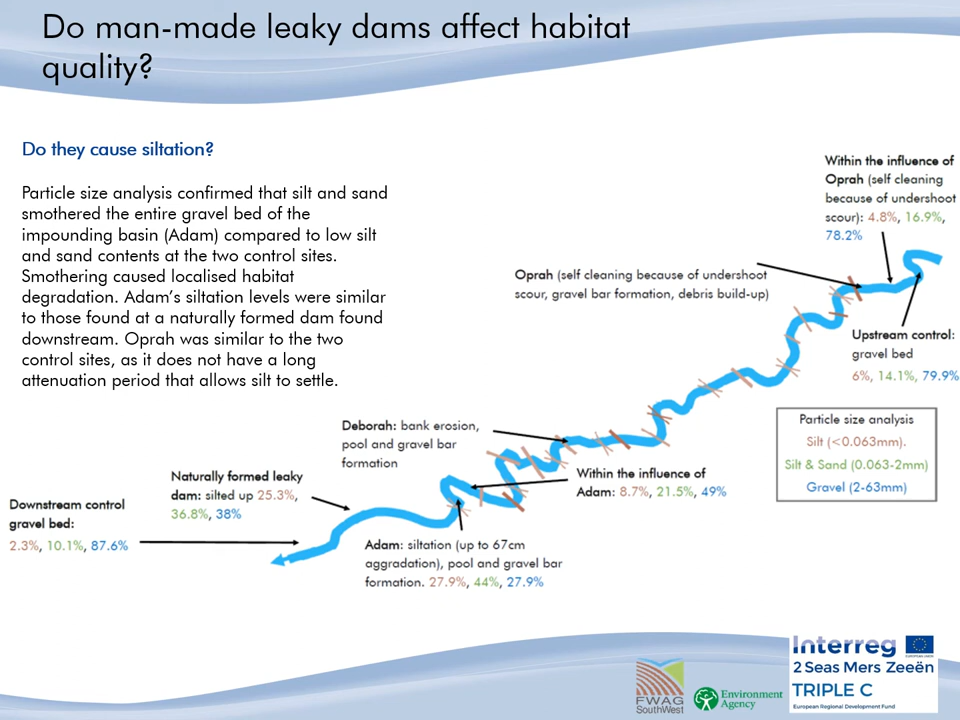 Do man-made leaky dams affect habitat
quality?
Do they cause siltation?
Particle size analysis confirmed that silt and sand
smothered the entire gravel bed of the
impounding basin (Adam) compared to low silt
and sand contents at the two control sites.
Smothering caused localised habitat
degradation. Adam's siltation levels were similar
to those found at a naturally formed dam found
downstream. Oprah was similar to the two
control sites, as it does not have a long
attenuation period that allows silt to settle.
Within the influence of
Oprah (self cleaning
because of undershoot
scour): 4.8%, 16.9%,
78.2%
Oprah (self cleaning because of undershoot
scour, gravel bar formation, debris build-up)
Upstream control:
gravel bed
6%, 14.1%, 79.9%
Particle size analysis
Silt (<0.063mm).
Silt & Sand (0.063-2mm)
Gravel (2-63mm)
Deborah: bank erosion,
pool and gravel bar
formation
Within the influence of
Adam: 8.7%, 21.5%, 49%
Naturally formed leaky
dam: silted up 25.3%,
36.8%, 38%
Downstream control
gravel bed:
2.3%, 10.1%, 87.6%
Adam: siltation (up to 67cm
aggradation), pool and gravel bar
formation. 27.9%, 44%, 27.9%
FWAG
SouthWest
Environment
Agency
Interreg
EUROPEAN UNION
2 Seas Mers Zeeën
TRIPLE C
European Regional Development Fund